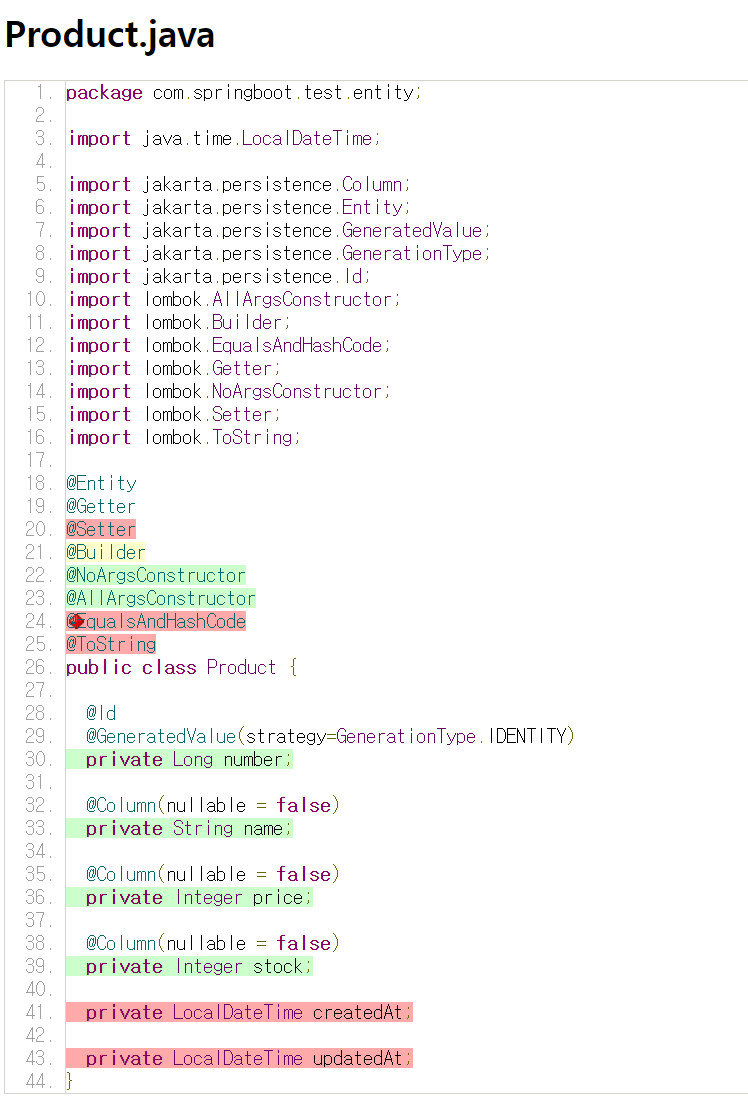 Product.java
1. package com.springboot.test.entity;
2.
3. import java.time.LocalDateTime;
4.
5. import jakarta.persistence.Column;
6. import jakarta.persistence.Entity;
7. import jakarta.persistence.GeneratedValue;
8. import jakarta.persistence.GenerationType;
9. import jakarta.persistence.Id;
10. import lombok.AllArgsConstructor;
11. import lombok.Builder;
12. import lombok.EqualsAndHashCode;
13. import lombok.Getter;
14. import lombok.NoArgsConstructor;
15. import lombok.Setter;
16. import lombok.ToString;
17.
18. @Entity
19. @Getter
20. @Setter
21. @Builder
22. @NoArgsConstructor
23. @AllArgsConstructor
24. @EqualsAndHashCode
25. @ToString
26. public class Product {
27.
28. @Id
29. @GeneratedValue(strategy=GenerationType.IDENTITY)
30. private Long number;
31.
32. @Column(nullable = false)
33. private String name;
34.
35. @Column(nullable = false)
36. private Integer price;
37.
38. @Column(nullable = false)
39. private Integer stock;
40.
41. private LocalDateTime createdAt;
42.
43. private LocalDateTime updatedAt;
44. }